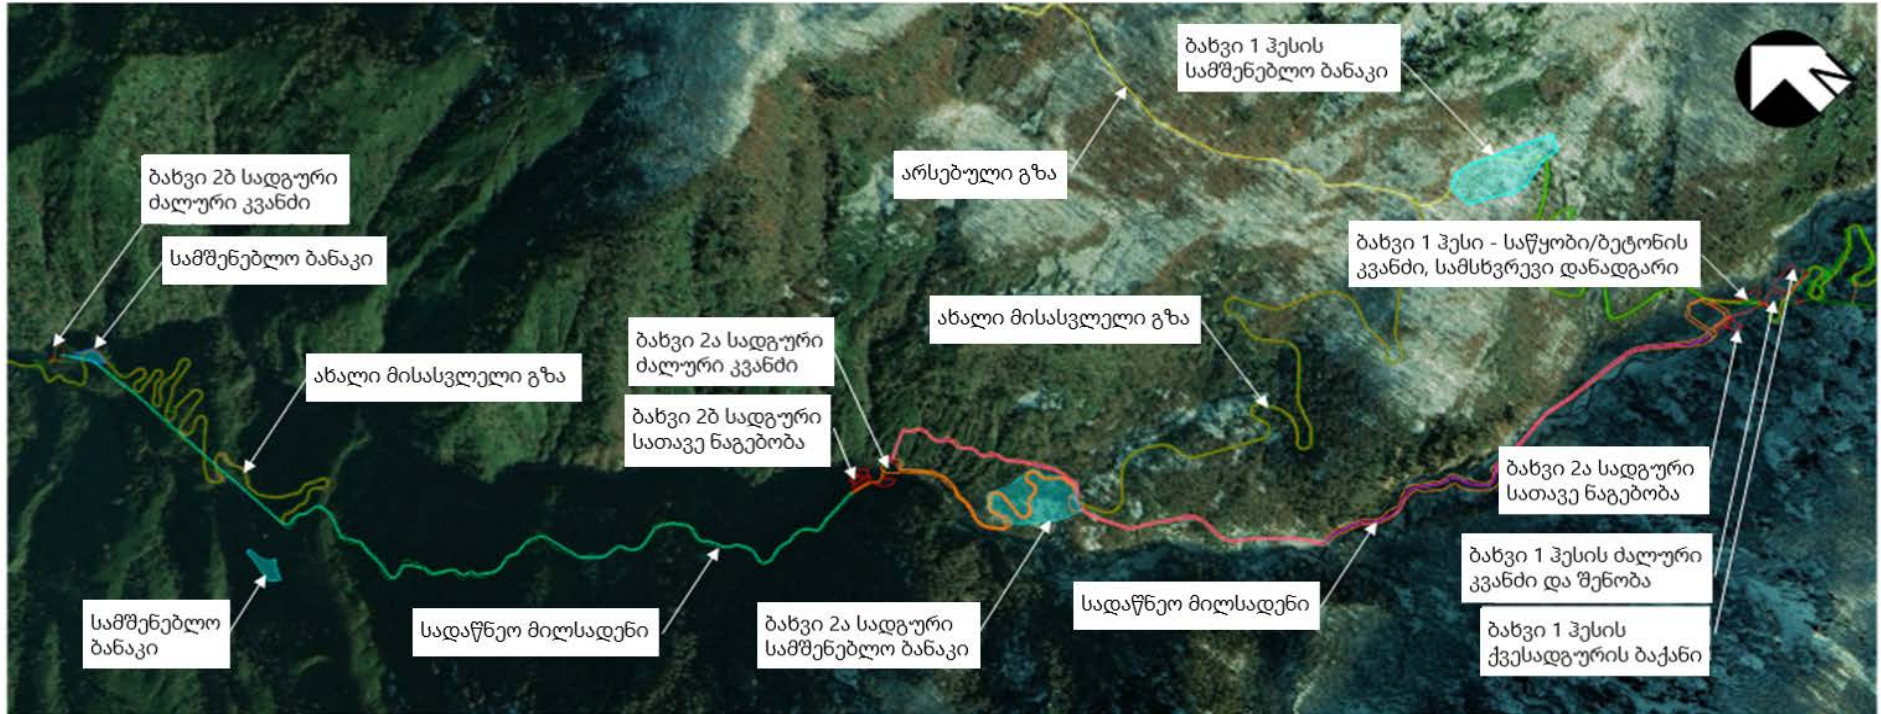 ბახვი 1 ჰესის
სამშენებლო ბანაკი
არსებული გზა
ბახვი 2ბ სადგური
ძალური კვანძი
სამშენებლო ბანაკი
ბახვი 1 ჰესი - საწყობი/ბეტონის
კვანძი, სამსხვრევი დანადგარი
ახალი მისასვლელი გზა
ბახვი 2ა სადგური
ძალური კვანძი
ახალი მისასვლელი გზა
ბახვი 2ბ სადგური
სათავე ნაგებობა
ბახვი 2ა სადგური
სათავე ნაგებობა
ბახვი 1 ჰესის ძალური
კვანძი და შენობა
სადაწნეო მილსადენი
სამშენებლო
ბანაკი
სადაწნეო მილსადენი
ბახვი 2ა სადგური
სამშენებლო ბანაკი
ბახვი 1 ჰესის
ქვესადგურის ბაქანი